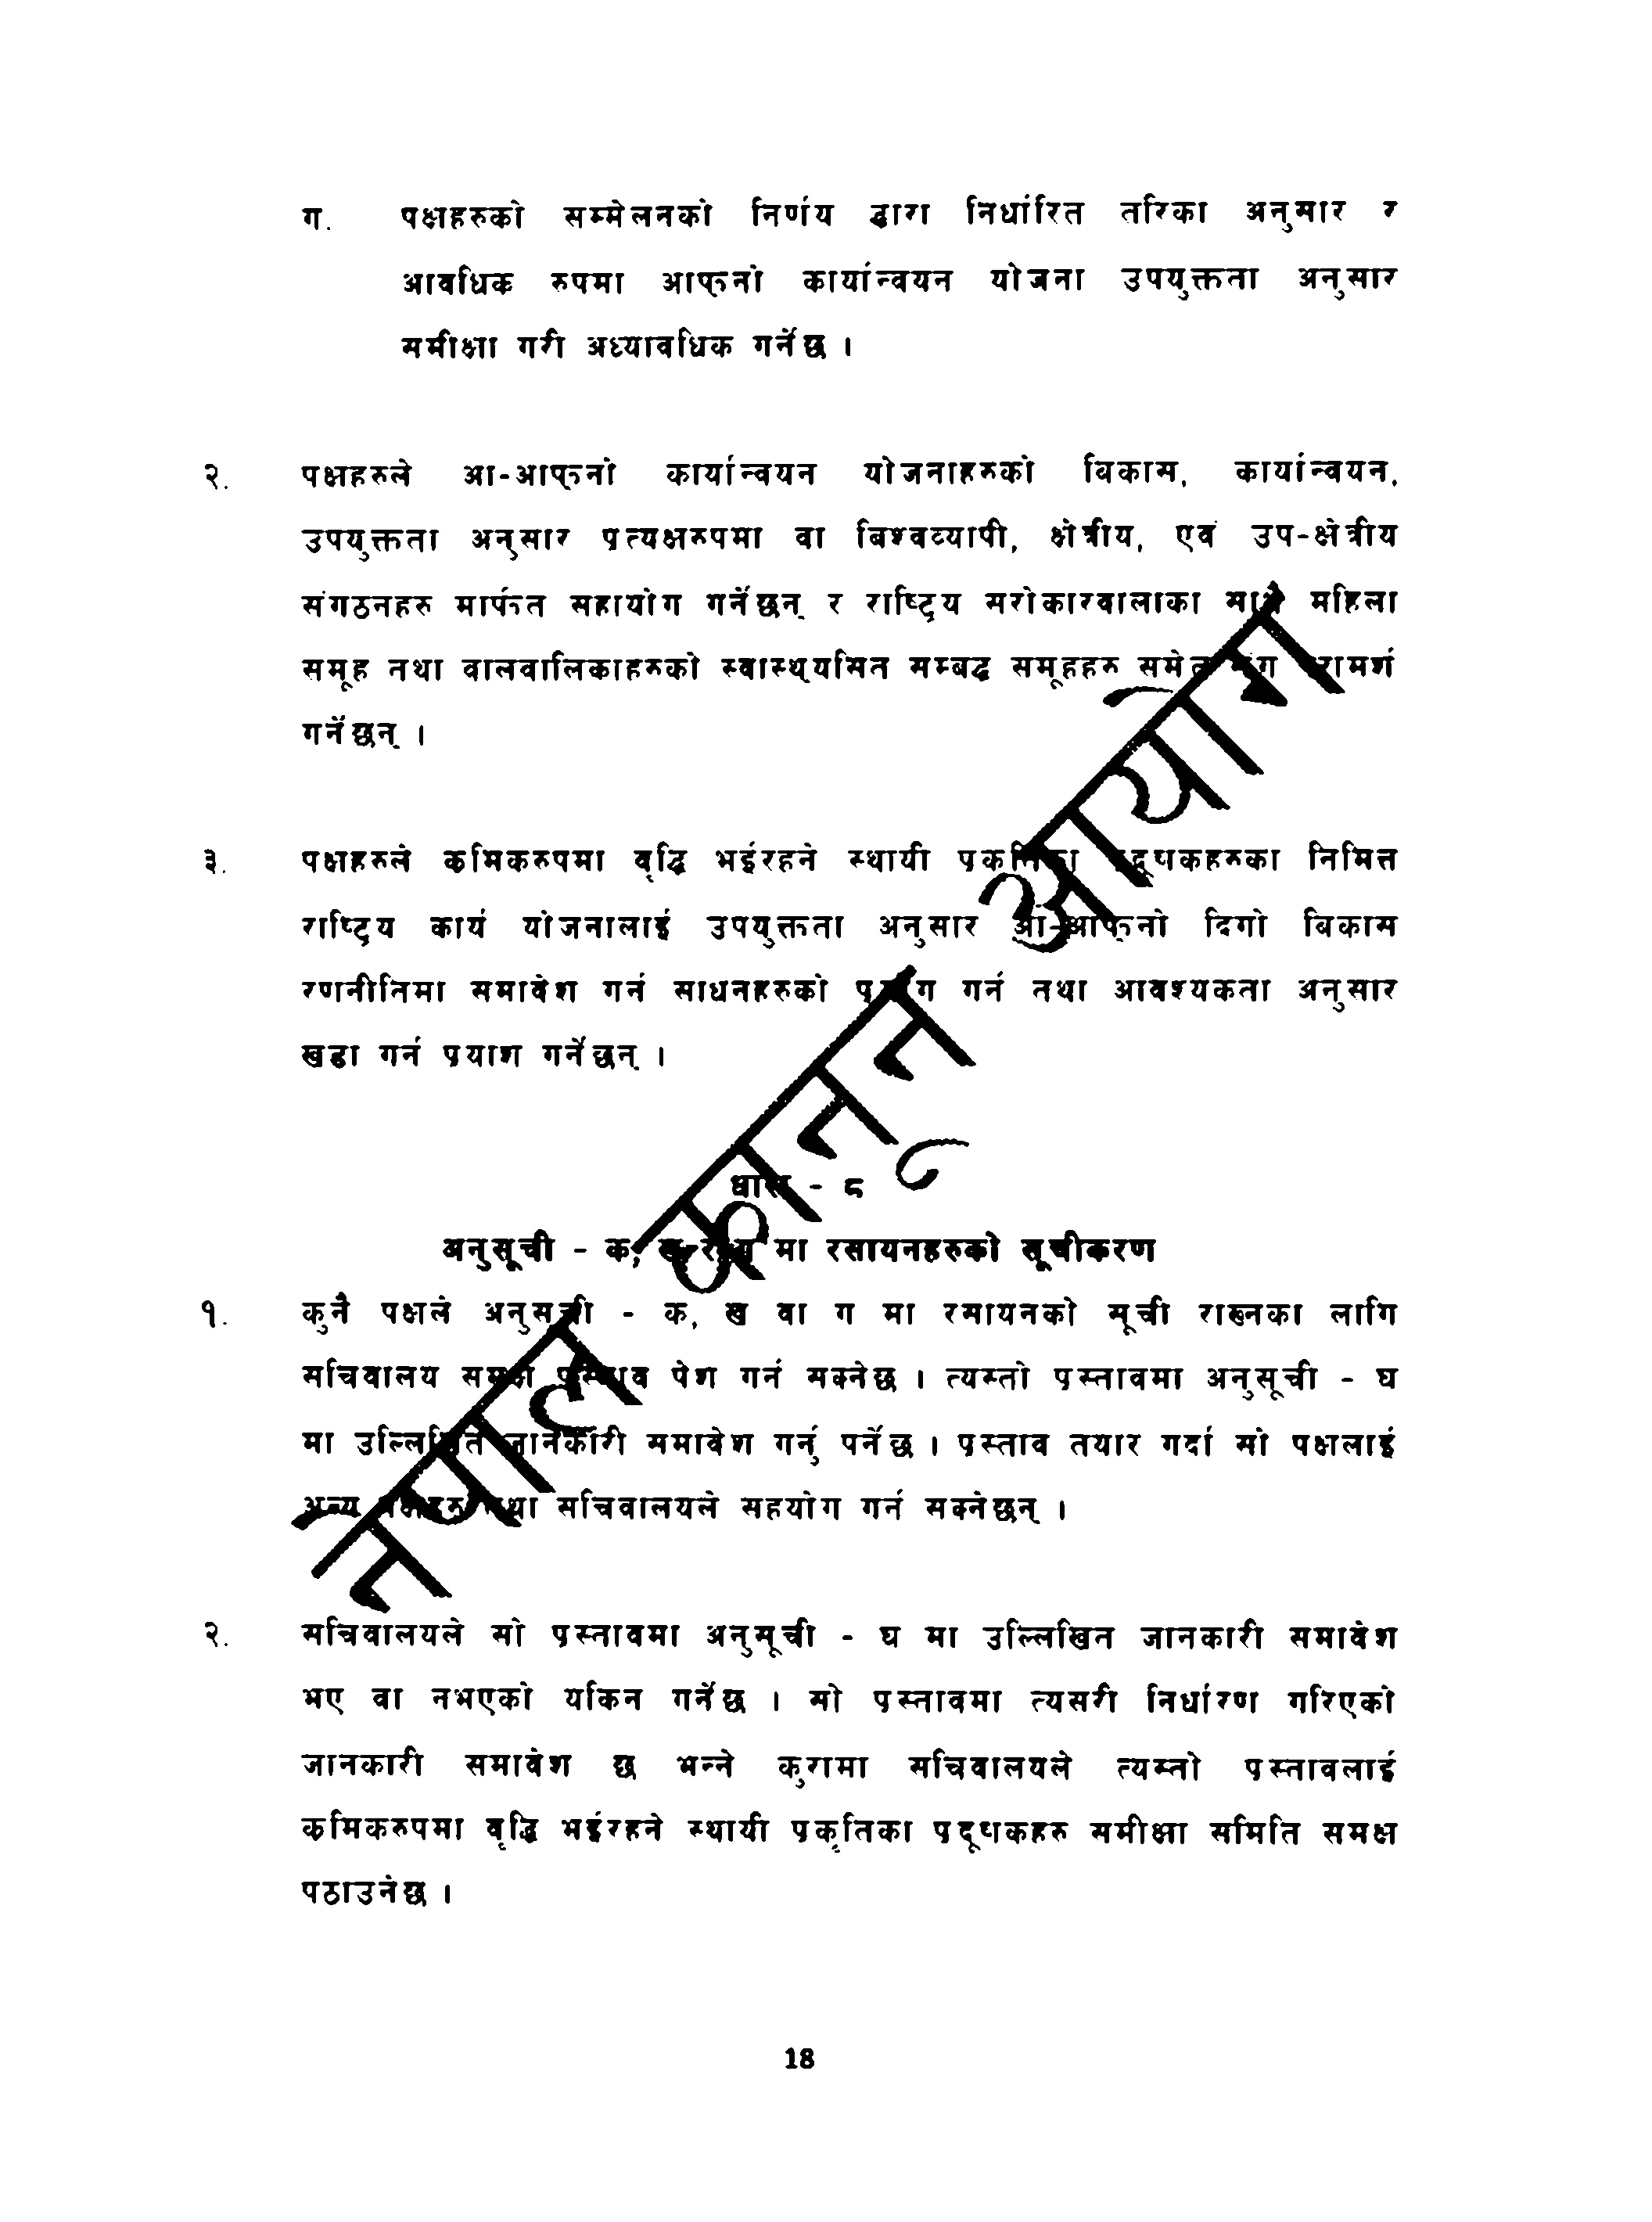 ग. पक्षहरुको सम्मेलनको निर्णय द्वारा निर्धारित तरिका अनुसार र
आवधिक रुपमा आफ्नो कार्यान्वयन योजना उपयुक्तता अनुसार
समीक्षा गरी अध्यावधिक गर्नेछ ।
२. पक्षहरुले आ-आफ्नो कार्यान्वयन योजनाहरुको विकास, कार्यान्वयन,
उपयुक्तता अनुसार प्रत्यक्षरुपमा वा विश्वव्यापी, क्षेत्रीय, एवं उप-क्षेत्रीय
संगठनहरु मार्फत सहायोग गर्नेछन् र राष्ट्रिय सरोकारवालाका साथै महिला
समूह तथा वालवालिकाहरुको स्वास्थ्यसित सम्बद्ध समूहहरु समेत संग परामर्श
गर्नेछन् ।
३. पक्षहरुले क्रमिकरुपमा वृद्धि भईरहने स्थायी प्रकृतिका प्रदूषकहरुका निमित्त
राष्ट्रिय कार्य योजनालाई उपयुक्तता अनुसार आ-आफ्नो दिगो विकास
रणनीतिमा समावेश गर्न साधनहरुको प्रयोग गर्न तथा आवश्यकता अनुसार
खडा गर्न प्रयाश गर्नेछन् ।
धारा - ८
अनुसूची - क, ख र ग मा रसायनहरुको सूचीकरण
१. कुनै पक्षले अनुसूची - क, ख वा ग मा रसायनको सूची राख्नका लागि
सचिवालय समक्ष प्रस्ताव पेश गर्न सक्नेछ । त्यस्तो प्रस्तावमा अनुसूची - घ
मा उल्लिखित जानकारी समावेश गर्नु पर्नेछ । प्रस्ताव तयार गर्दा सो पक्षलाई
अन्य पक्षहरु तथा सचिवालयले सहयोग गर्न सक्नेछन् ।
२. सचिवालयले सो प्रस्तावमा अनुसूची - घ मा उल्लिखित जानकारी समावेश
भए वा नभएको यकिन गर्नेछ । सो प्रस्तावमा त्यसरी निर्धारण गरिएको
जानकारी समावेश छ भन्ने कुरामा सचिवालयले त्यस्तो प्रस्तावलाई
क्रमिकरुपमा वृद्धि भईरहने स्थायी प्रकृतिका प्रदूषकहरु समीक्षा समिति समक्ष
पठाउनेछ ।
नेपाल कानून आयोग
18